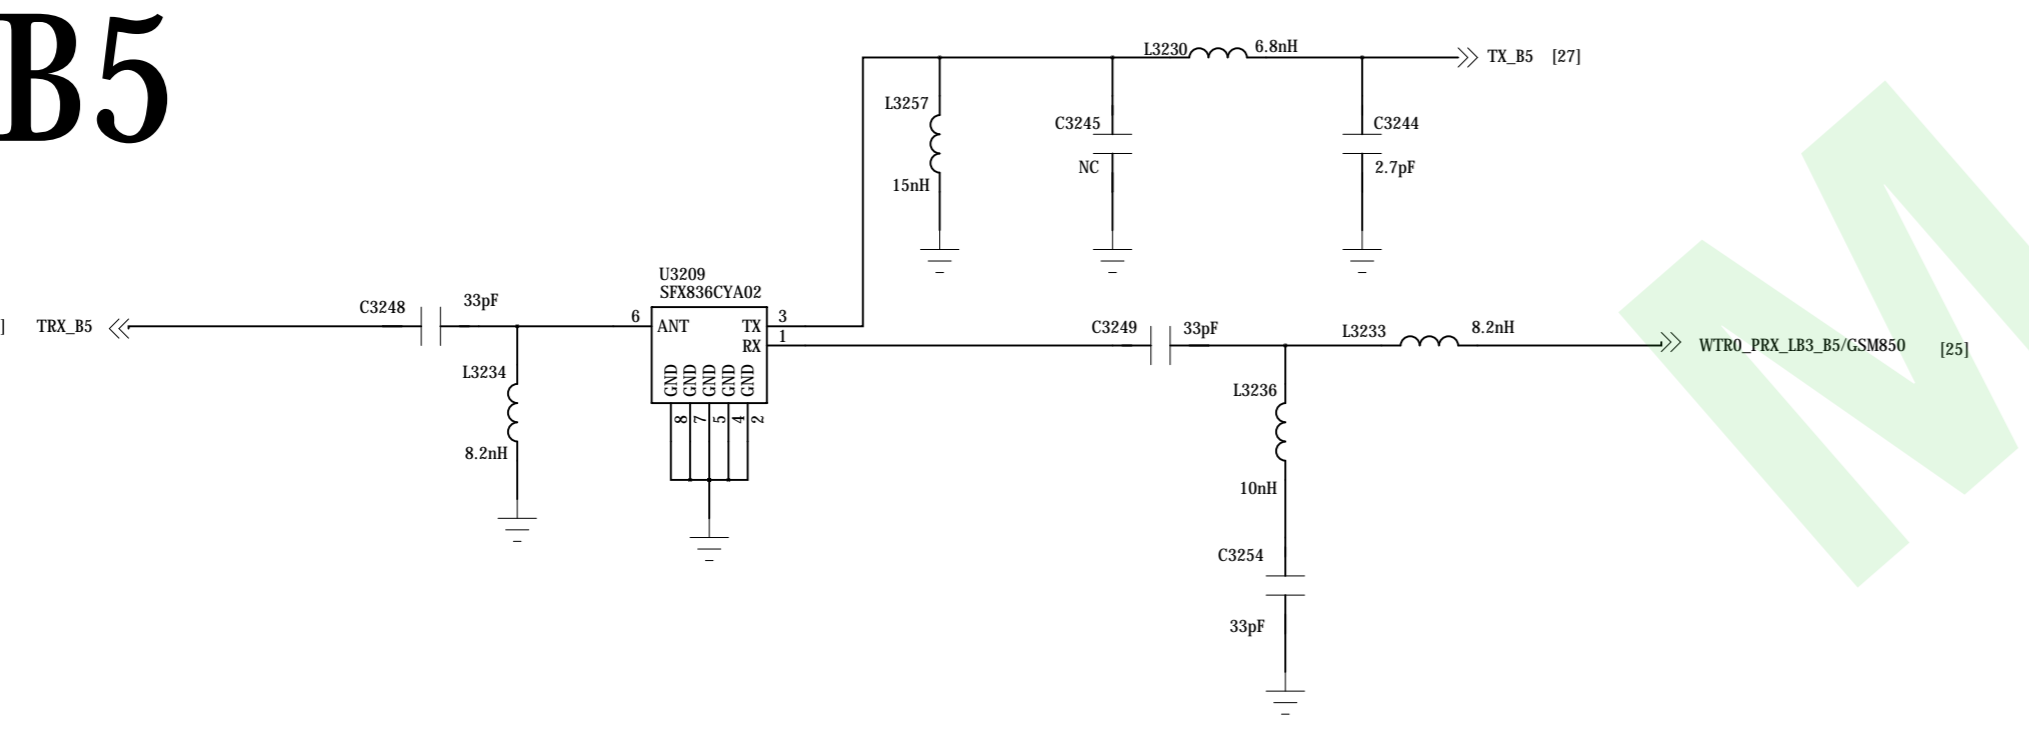 B5
L3230 6.8nH
TX_B5 [27]
L3257
15nH
C3245
NC
C3244
2.7pF
U3209
SFX836CYA02
] TRX_B5
C3248 33pF
6 ANT TX 3
RX 1
GND GND GND GND GND
8 7 5 4 2
L3234
8.2nH
C3249 33pF
L3233 8.2nH
WTR0_PRX_LB3_B5/GSM850 [25]
L3236
10nH
C3254
33pF